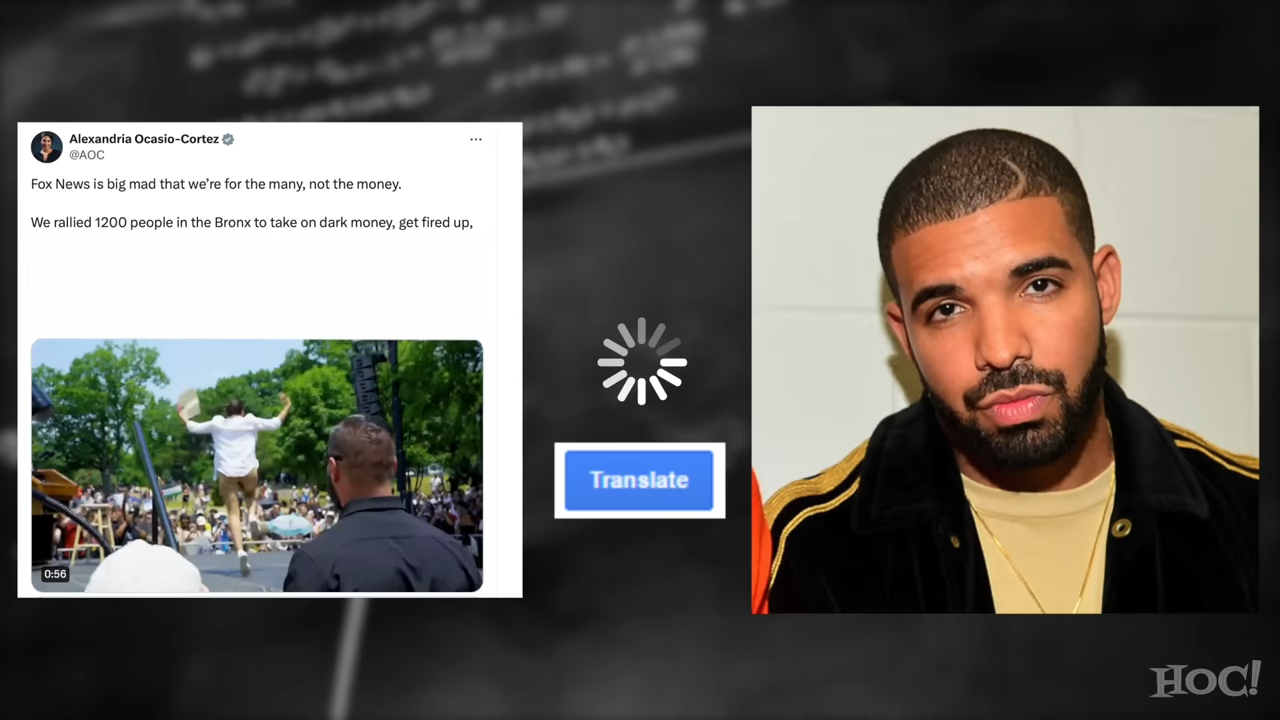 Alexandria Ocasio-Cortez
@AOC
Fox News is big mad that we’re for the many, not the money.
We rallied 1200 people in the Bronx to take on dark money, get fired up,
0:56
Translate
HOC!